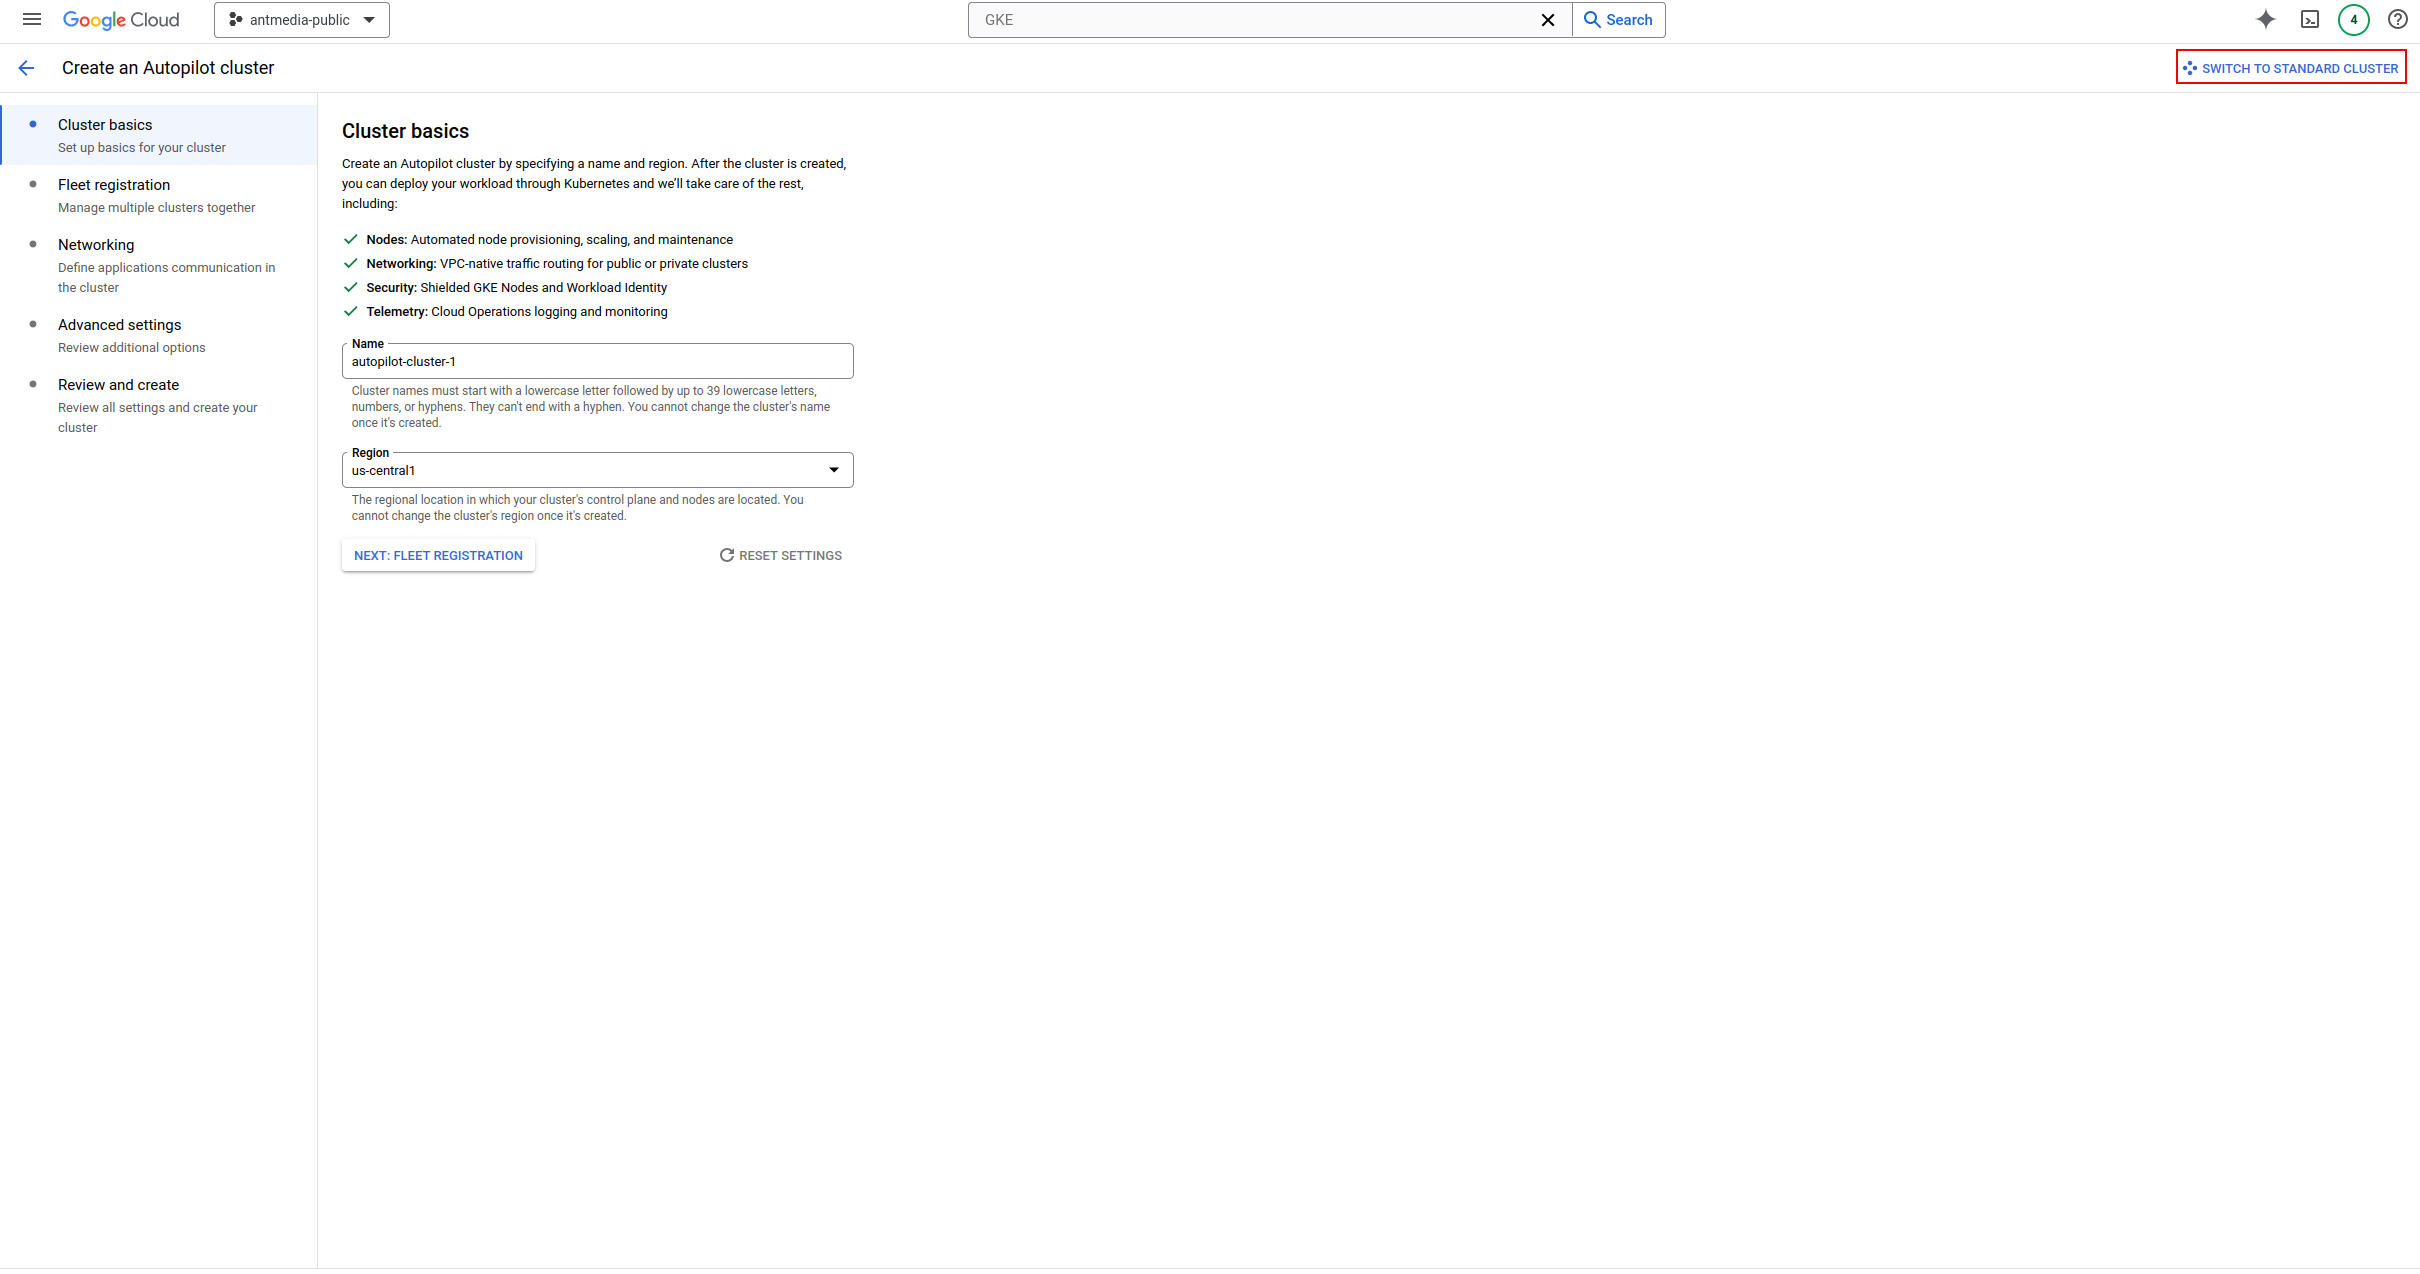 Google Cloud
antmedia-public
GKE
Search
4
Create an Autopilot cluster
SWITCH TO STANDARD CLUSTER
Cluster basics
Set up basics for your cluster
Fleet registration
Manage multiple clusters together
Networking
Define applications communication in
the cluster
Advanced settings
Review additional options
Review and create
Review all settings and create your
cluster
Cluster basics
Create an Autopilot cluster by specifying a name and region. After the cluster is created,
you can deploy your workload through Kubernetes and we’ll take care of the rest,
including:
Nodes: Automated node provisioning, scaling, and maintenance
Networking: VPC-native traffic routing for public or private clusters
Security: Shielded GKE Nodes and Workload Identity
Telemetry: Cloud Operations logging and monitoring
Name
autopilot-cluster-1
Cluster names must start with a lowercase letter followed by up to 39 lowercase letters,
numbers, or hyphens. They can't end with a hyphen. You cannot change the cluster's name
once it's created.
Region
us-central1
The regional location in which your cluster's control plane and nodes are located. You
cannot change the cluster's region once it's created.
NEXT: FLEET REGISTRATION
RESET SETTINGS